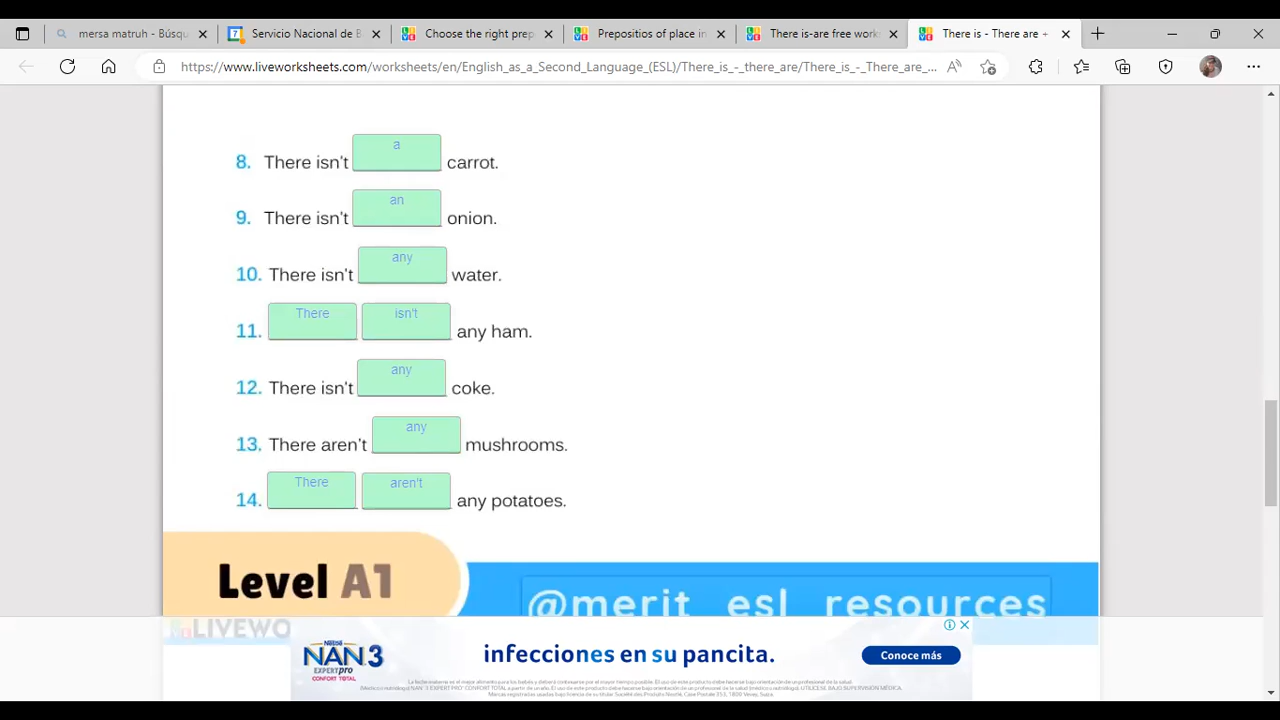 mersa matruh - Búsqu
7 Servicio Nacional de B
Choose the right prep
Prepositios of place in
There is-are free work
There is - There are +
https://www.liveworksheets.com/worksheets/en/English_as_a_Second_Language_(ESL)/There_is_-_there_are/There_is_-_There_are_...
8. There isn't a carrot.
9. There isn't an onion.
10. There isn't any water.
11. There isn't any ham.
12. There isn't any coke.
13. There aren't any mushrooms.
14. There aren't any potatoes.
Level A1
@merit_esl_resources
LIVEWO
Nestlé
NAN 3
EXPERTpro
CONFORT TOTAL
infecciones en su pancita.
Conoce más